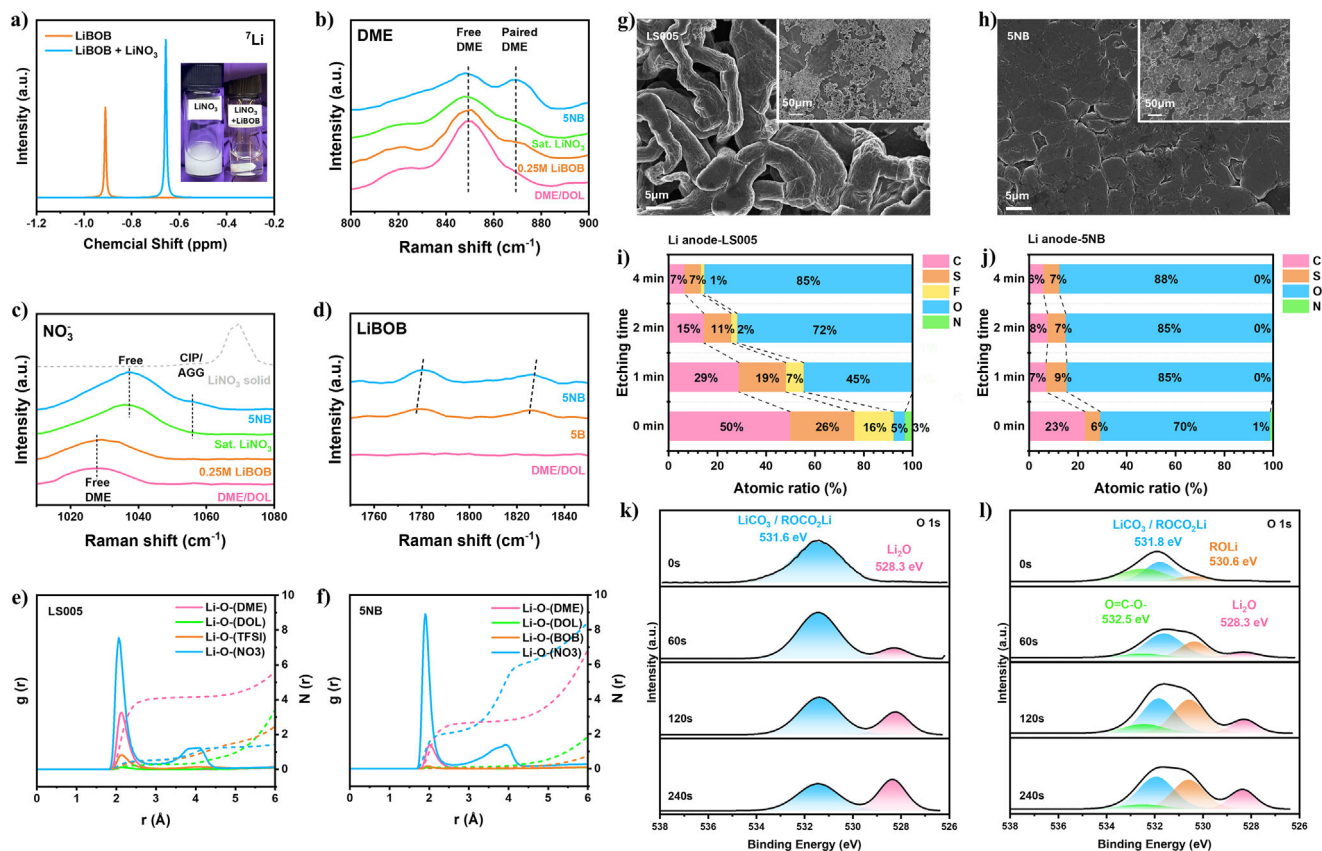 a)
LiBOB
LiBOB + LiNO3
7Li
LiNO3
LiNO3
+LiBOB
Intensity (a.u.)
-1.2 -1.0 -0.8 -0.6 -0.4
Chemcial Shift (ppm)
b)
DME
Free
DME
Paired
DME
5NB
Sat. LiNO3
0.25M LiBOB
DME/DOL
Intensity (a.u.)
800 820 840 860 880 900
Raman shift (cm-1)
g)
LS005
50μm
5μm
h)
5NB
50μm
5μm
c)
NO3-
Free
CIP/
AGG
LiNO3 solid
5NB
Sat. LiNO3
0.25M LiBOB
Free
DME
DME/DOL
Intensity (a.u.)
1020 1040 1060 1080
Raman shift (cm-1)
d)
LiBOB
5NB
5B
DME/DOL
Intensity (a.u.)
1760 1780 1800 1820 1840
Raman shift (cm-1)
i)
Li anode-LS005
C
S
F
O
N
4 min
7% 7% 1% 85%
2 min
15% 11% 2% 72%
1 min
29% 19% 7% 45%
0 min
50% 26% 16% 5% 3%
Etching time
0 20 40 60 80 100
Atomic ratio (%)
j)
Li anode-5NB
C
S
O
N
4 min
6% 7% 88% 0%
2 min
8% 7% 85% 0%
1 min
7% 9% 85% 0%
0 min
23% 6% 70% 1%
Etching time
0 20 40 60 80 100
Atomic ratio (%)
e)
LS005
Li-O-(DME)
Li-O-(DOL)
Li-O-(TFSI)
Li-O-(NO3)
g (r)
N (r)
10
8
6
4
2
0
0 1 2 3 4 5 6
r (Å)
f)
5NB
Li-O-(DME)
Li-O-(DOL)
Li-O-(BOB)
Li-O-(NO3)
g (r)
N (r)
10
8
6
4
2
0
0 1 2 3 4 5 6
r (Å)
k)
LiCO3 / ROCO2Li
531.6 eV
O 1s
Li2O
528.3 eV
0s
60s
120s
240s
Intensity (a.u.)
538 536 534 532 530 528 526
Binding Energy (eV)
l)
LiCO3 / ROCO2Li
531.8 eV
O 1s
ROLi
530.6 eV
0s
O=C-O-
532.5 eV
Li2O
528.3 eV
60s
120s
240s
Intensity (a.u.)
538 536 534 532 530 528 526
Binding Energy (eV)